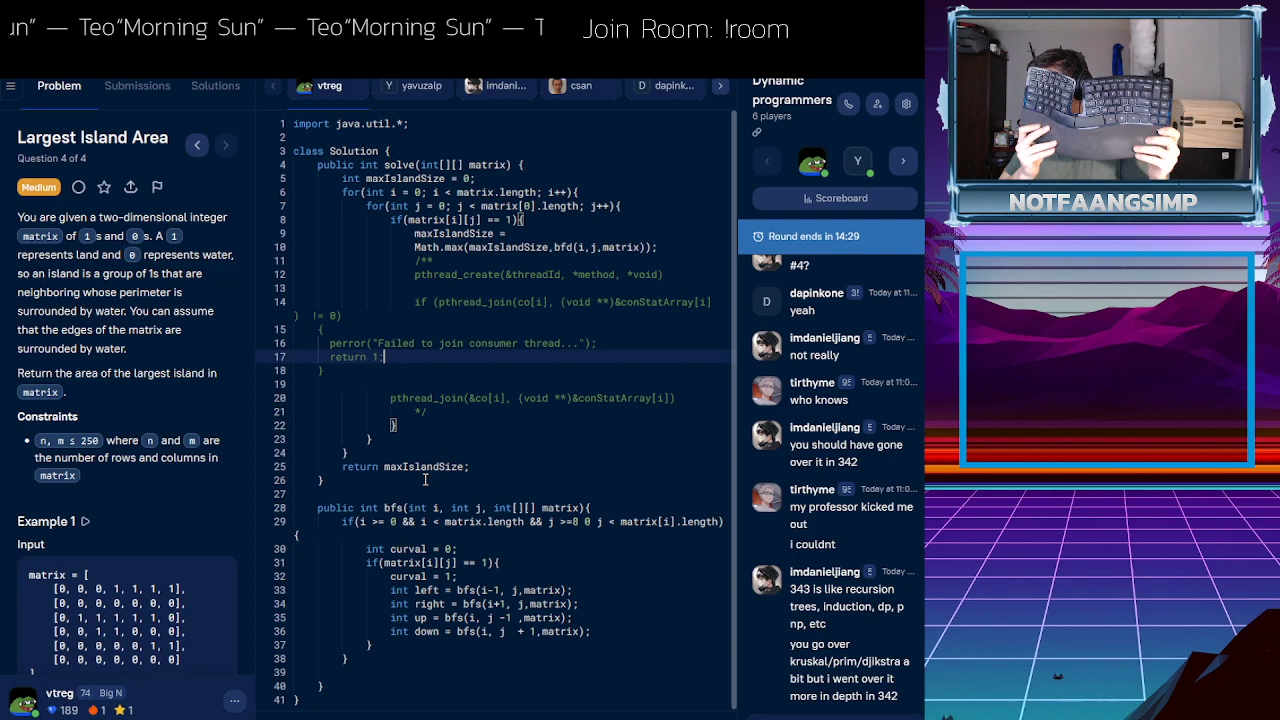 un" — Teo"Morning Sun" — Teo"Morning Sun" — T
Join Room: !room
Problem
Submissions
Solutions
Largest Island Area
Question 4 of 4
Medium
You are given a two-dimensional integer
matrix of 1s and 0s. A 1
represents land and 0 represents water,
so an island is a group of 1s that are
neighboring whose perimeter is
surrounded by water. You can assume
that the edges of the matrix are
surrounded by water.
Return the area of the largest island in
matrix.
Constraints
n, m ≤ 250 where n and m are
the number of rows and columns in
matrix
Example 1
Input
matrix = [
[0, 0, 0, 1, 1, 1, 1],
[0, 0, 0, 0, 0, 0, 0],
[0, 1, 1, 1, 1, 1, 0],
[0, 0, 1, 1, 0, 0, 0],
[0, 0, 0, 0, 0, 1, 0],
[0, 0, 0, 0, 0, 0, 0]
]
vtreg 74 Big N
189 1 1
vtreg
Y yavuzalp
imdani...
csan
D dapink...
1 import java.util.*;
2
3 class Solution {
4 public int solve(int[][] matrix) {
5 int maxIslandSize = 0;
6 for(int i = 0; i < matrix.length; i++){
7 for(int j = 0; j < matrix[0].length; j++){
8 if(matrix[i][j] == 1){
9 maxIslandSize =
10 Math.max(maxIslandSize,bfd(i,j,matrix));
11 /**
12 pthread_create(&threadId, *method, *void)
13
14 if (pthread_join(co[i], (void **)&conStatArray[i]
) != 0)
15 {
16 perror("Failed to join consumer thread...");
17 return 1;
18 }
19
20 pthread_join(&co[i], (void **)&conStatArray[i])
21 */
22 }
23 }
24 }
25 return maxIslandSize;
26 }
27
28 public int bfs(int i, int j, int[][] matrix){
29 if(i >= 0 && i < matrix.length && j >=8 0 j < matrix[i].length)
{
30 int curval = 0;
31 if(matrix[i][j] == 1){
32 curval = 1;
33 int left = bfs(i-1, j,matrix);
34 int right = bfs(i+1, j,matrix);
35 int up = bfs(i, j -1 ,matrix);
36 int down = bfs(i, j + 1,matrix);
37 }
38 }
39
40 }
41 }
Dynamic
programmers
6 players
Y
Scoreboard
Round ends in 14:29
#4?
D dapinkone Today at 11...
yeah
imdanieljiang 5 Today ...
not really
tirthyme Today at 11:0...
who knows
imdanieljiang 5 Today ...
you should have gone
over it in 342
tirthyme Today at 11:0...
my professor kicked me
out
i couldnt
imdanieljiang 5 Today ...
343 is like recursion
trees, induction, dp, p
np, etc
you go over
kruskal/prim/djikstra a
bit but i went over it
more in depth in 342
NOTFAANGSIMP